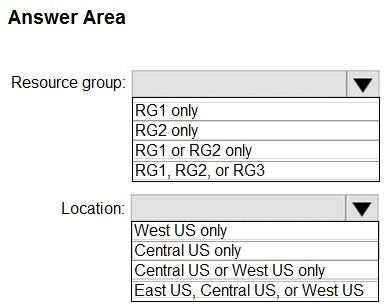 Answer Area
Resource group:
RG1 only
RG2 only
RG1 or RG2 only
RG1, RG2, or RG3
Location:
West US only
Central US only
Central US or West US only
East US, Central US, or West US